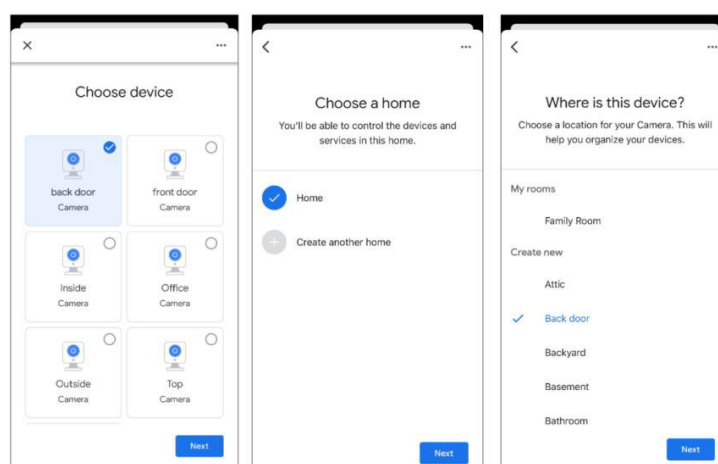 Choose device
back door
Camera
front door
Camera
Inside
Camera
Office
Camera
Outside
Camera
Top
Camera
Next
Choose a home
You'll be able to control the devices and
services in this home.
Home
Create another home
Next
Where is this device?
Choose a location for your Camera. This will
help you organize your devices.
My rooms
Family Room
Create new
Attic
Back door
Backyard
Basement
Bathroom
Next